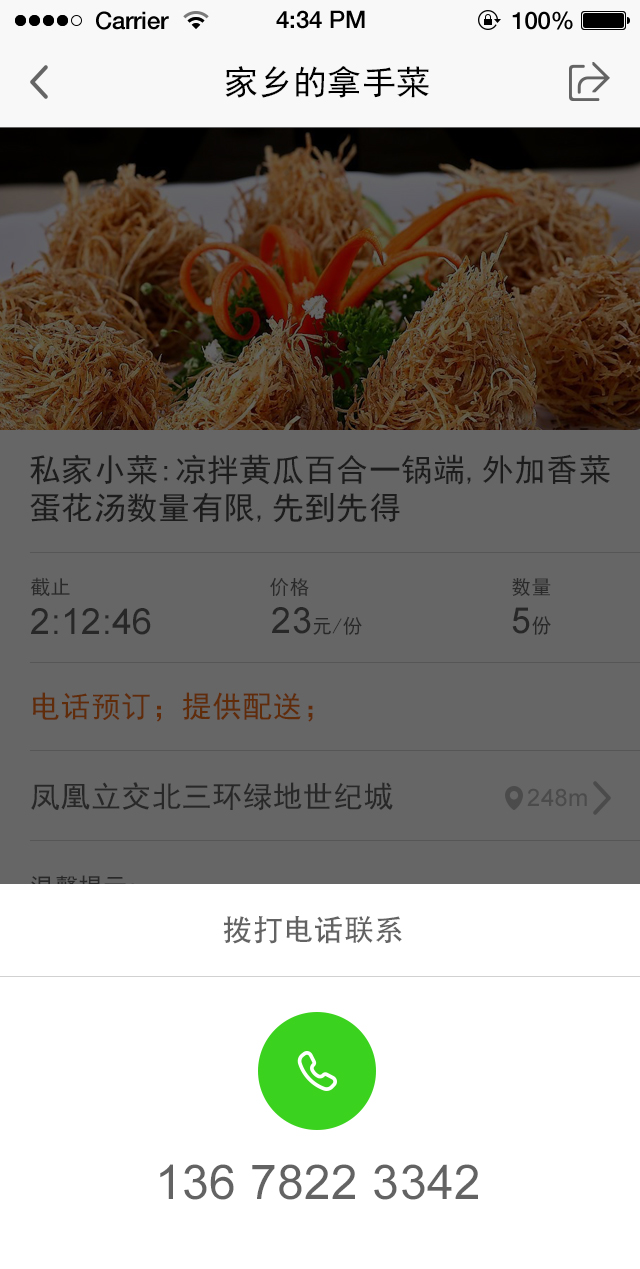 Carrier 4:34 PM 100%
家乡的拿手菜
私家小菜:凉拌黄瓜百合一锅端,外加香菜
蛋花汤数量有限,先到先得
截止 价格 数量
2:12:46 23元/份 5份
电话预订；提供配送；
凤凰立交北三环绿地世纪城 248m
温馨提示:
拨打电话联系
136 7822 3342